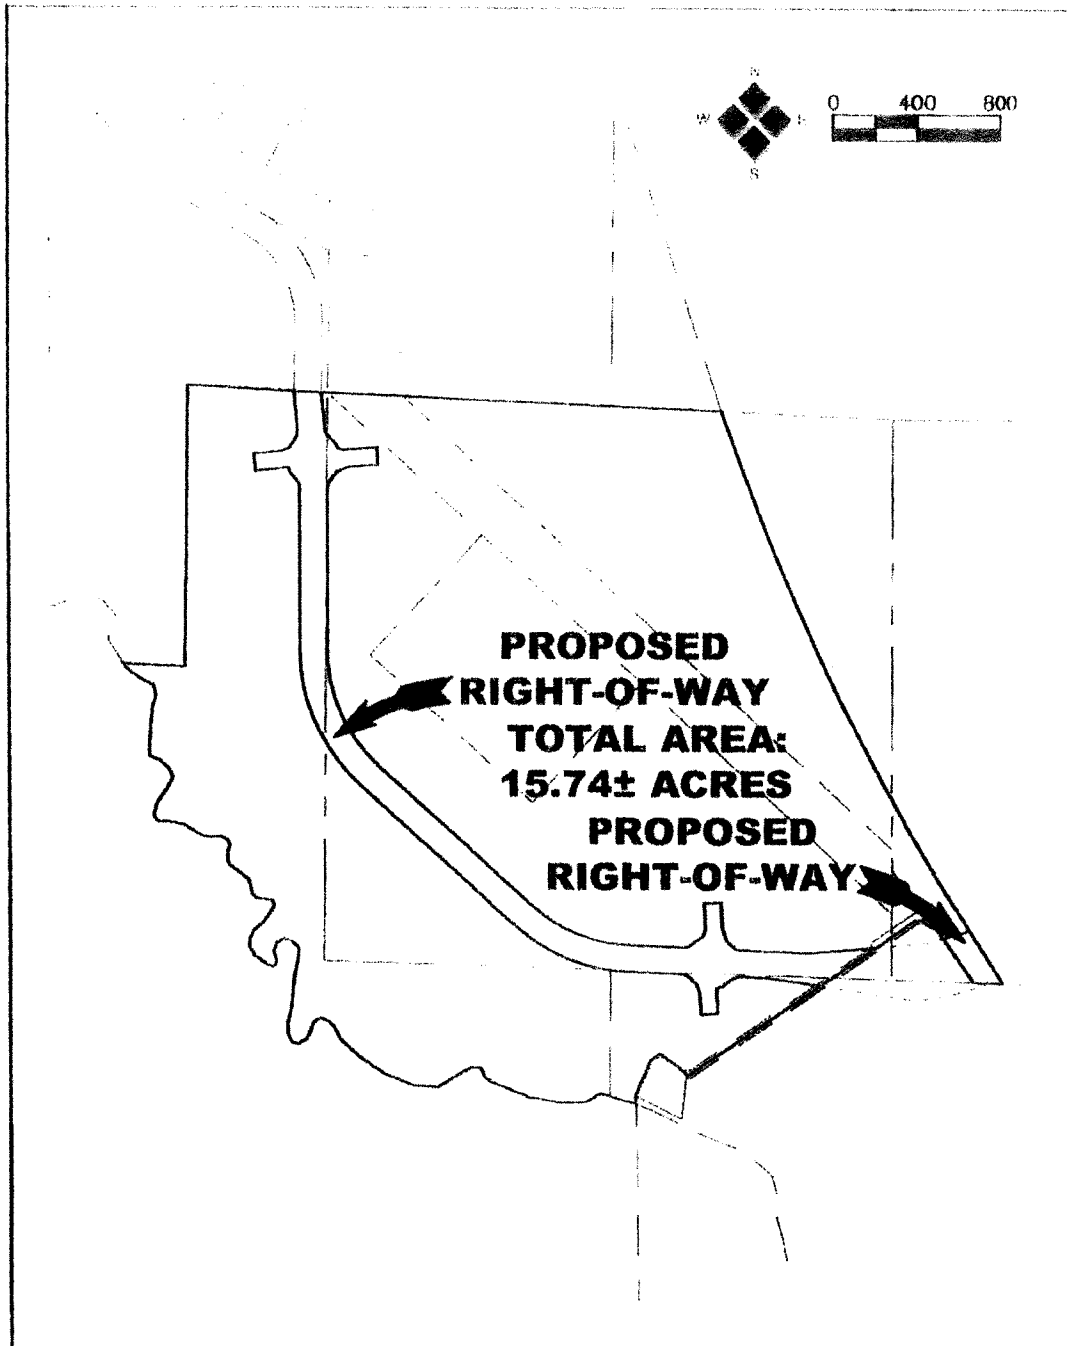 N
W E
S
0 400 800
PROPOSED
RIGHT-OF-WAY
TOTAL AREA:
15.74± ACRES
PROPOSED
RIGHT-OF-WAY